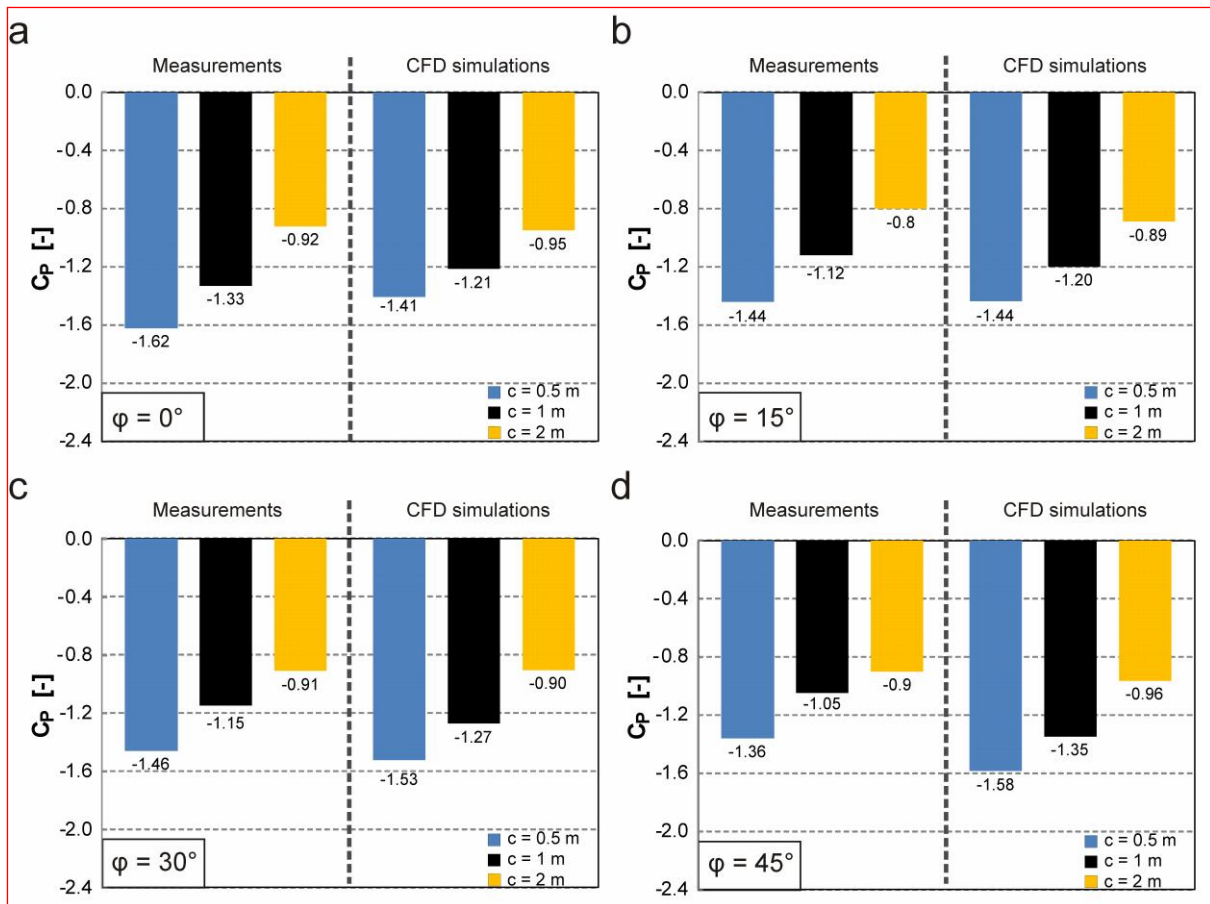 a
Measurements
CFD simulations
0.0
-0.4
-0.8
-1.2
-1.6
-2.0
-2.4
CP [-]
-1.62
-1.33
-0.92
-1.41
-1.21
-0.95
φ = 0°
c = 0.5 m
c = 1 m
c = 2 m
b
Measurements
CFD simulations
0.0
-0.4
-0.8
-1.2
-1.6
-2.0
-2.4
CP [-]
-1.44
-1.12
-0.8
-1.44
-1.20
-0.89
φ = 15°
c = 0.5 m
c = 1 m
c = 2 m
c
Measurements
CFD simulations
0.0
-0.4
-0.8
-1.2
-1.6
-2.0
-2.4
CP [-]
-1.46
-1.15
-0.91
-1.53
-1.27
-0.90
φ = 30°
c = 0.5 m
c = 1 m
c = 2 m
d
Measurements
CFD simulations
0.0
-0.4
-0.8
-1.2
-1.6
-2.0
-2.4
CP [-]
-1.36
-1.05
-0.9
-1.58
-1.35
-0.96
φ = 45°
c = 0.5 m
c = 1 m
c = 2 m